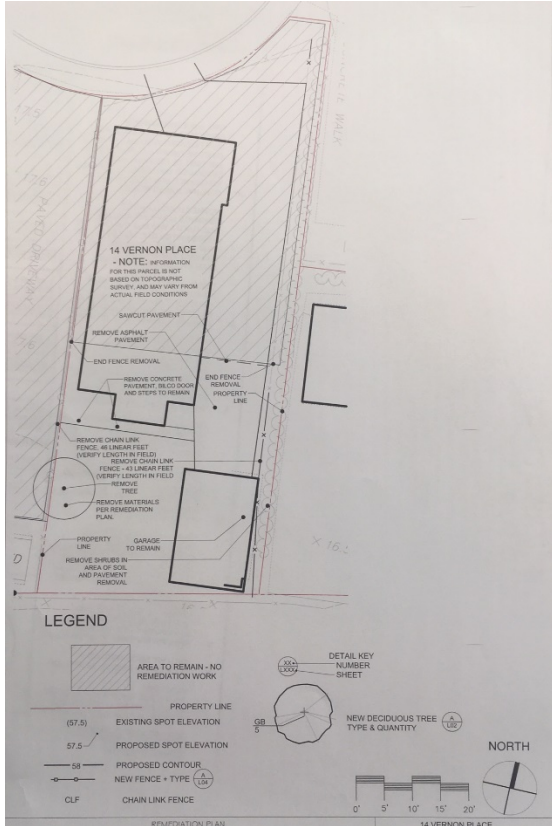 14 VERNON PLACE
- NOTE: INFORMATION
FOR THIS PARCEL IS NOT
BASED ON TOPOGRAPHIC
SURVEY, AND MAY VARY FROM
ACTUAL FIELD CONDITIONS
SAWCUT PAVEMENT
REMOVE ASPHALT
PAVEMENT
END FENCE REMOVAL
END FENCE
REMOVAL
REMOVE CONCRETE
PAVEMENT, BILCO DOOR
AND STEPS TO REMAIN
PROPERTY
LINE
REMOVE CHAIN LINK
FENCE, 46 LINEAR FEET
(VERIFY LENGTH IN FIELD)
REMOVE CHAIN LINK
FENCE - 43 LINEAR FEET
(VERIFY LENGTH IN FIELD
REMOVE
TREE
REMOVE MATERIALS
PER REMEDIATION
PLAN.
PROPERTY
LINE
GARAGE
TO REMAIN
REMOVE SHRUBS IN
AREA OF SOIL
AND PAVEMENT
REMOVAL
LEGEND
AREA TO REMAIN - NO
REMEDIATION WORK
PROPERTY LINE
(57.5) EXISTING SPOT ELEVATION
57.5 PROPOSED SPOT ELEVATION
58 PROPOSED CONTOUR
NEW FENCE + TYPE A L04
CLF CHAIN LINK FENCE
XX LXXX
DETAIL KEY
NUMBER
SHEET
GB
5
NEW DECIDUOUS TREE
TYPE & QUANTITY
A L02
NORTH
0' 5' 10' 15' 20'
REMEDIATION PLAN
14 VERNON PLACE